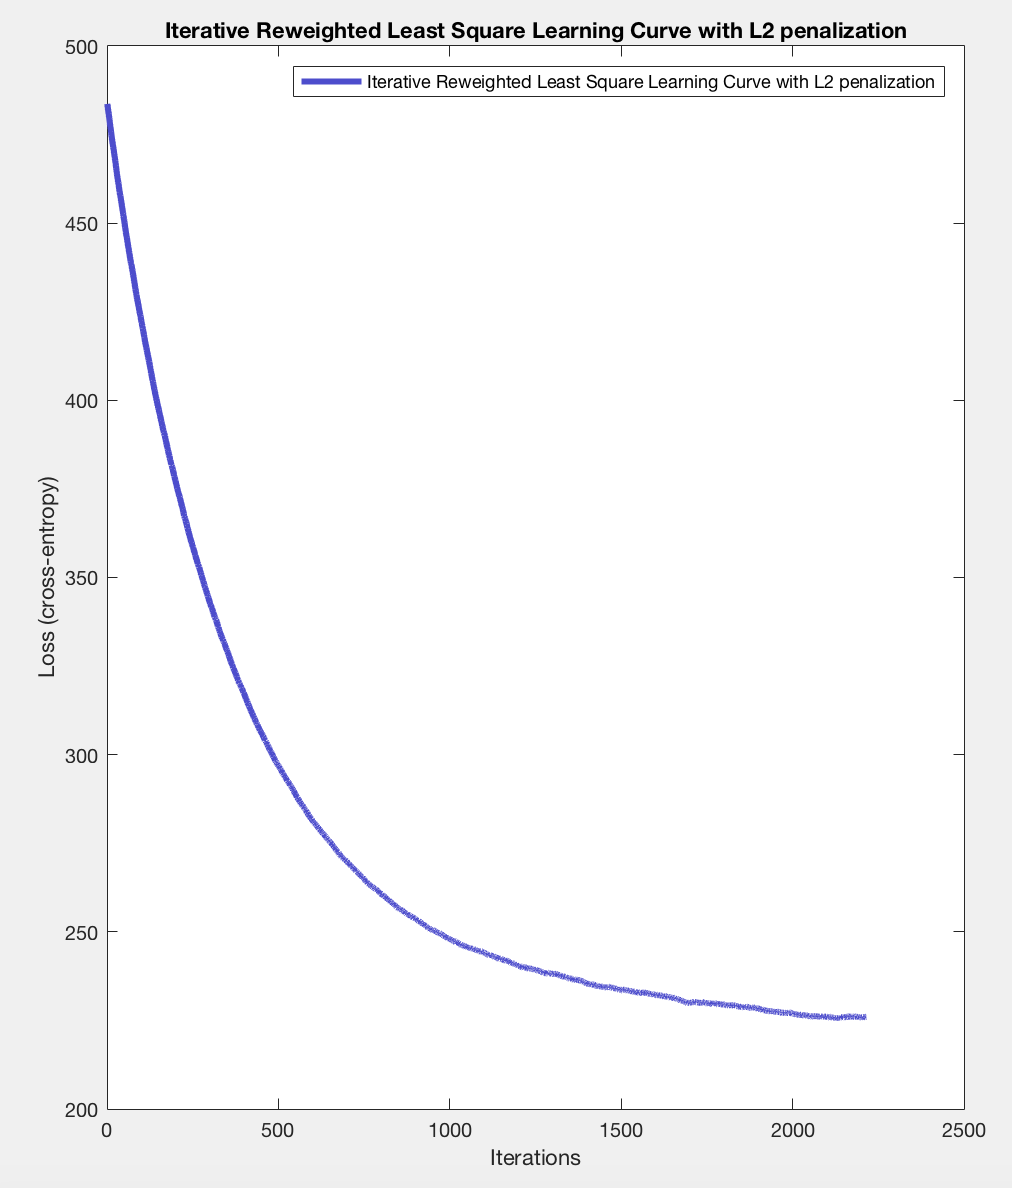 Iterative Reweighted Least Square Learning Curve with L2 penalization
500
Iterative Reweighted Least Square Learning Curve with L2 penalization
450
400
350
300
250
200
Loss (cross-entropy)
0 500 1000 1500 2000 2500
Iterations